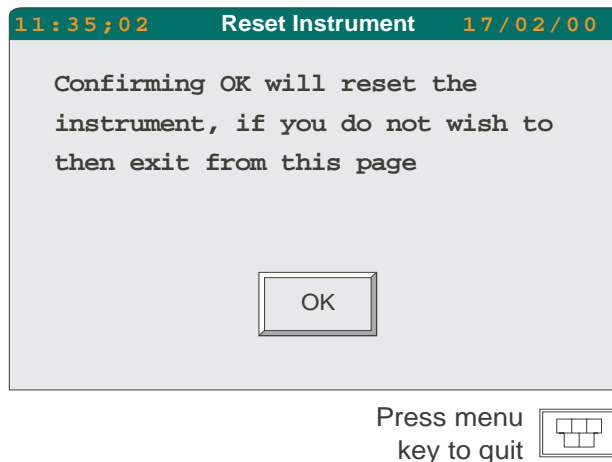 11:35;02 Reset Instrument 17/02/00
Confirming OK will reset the
instrument, if you do not wish to
then exit from this page
OK
Press menu
key to quit